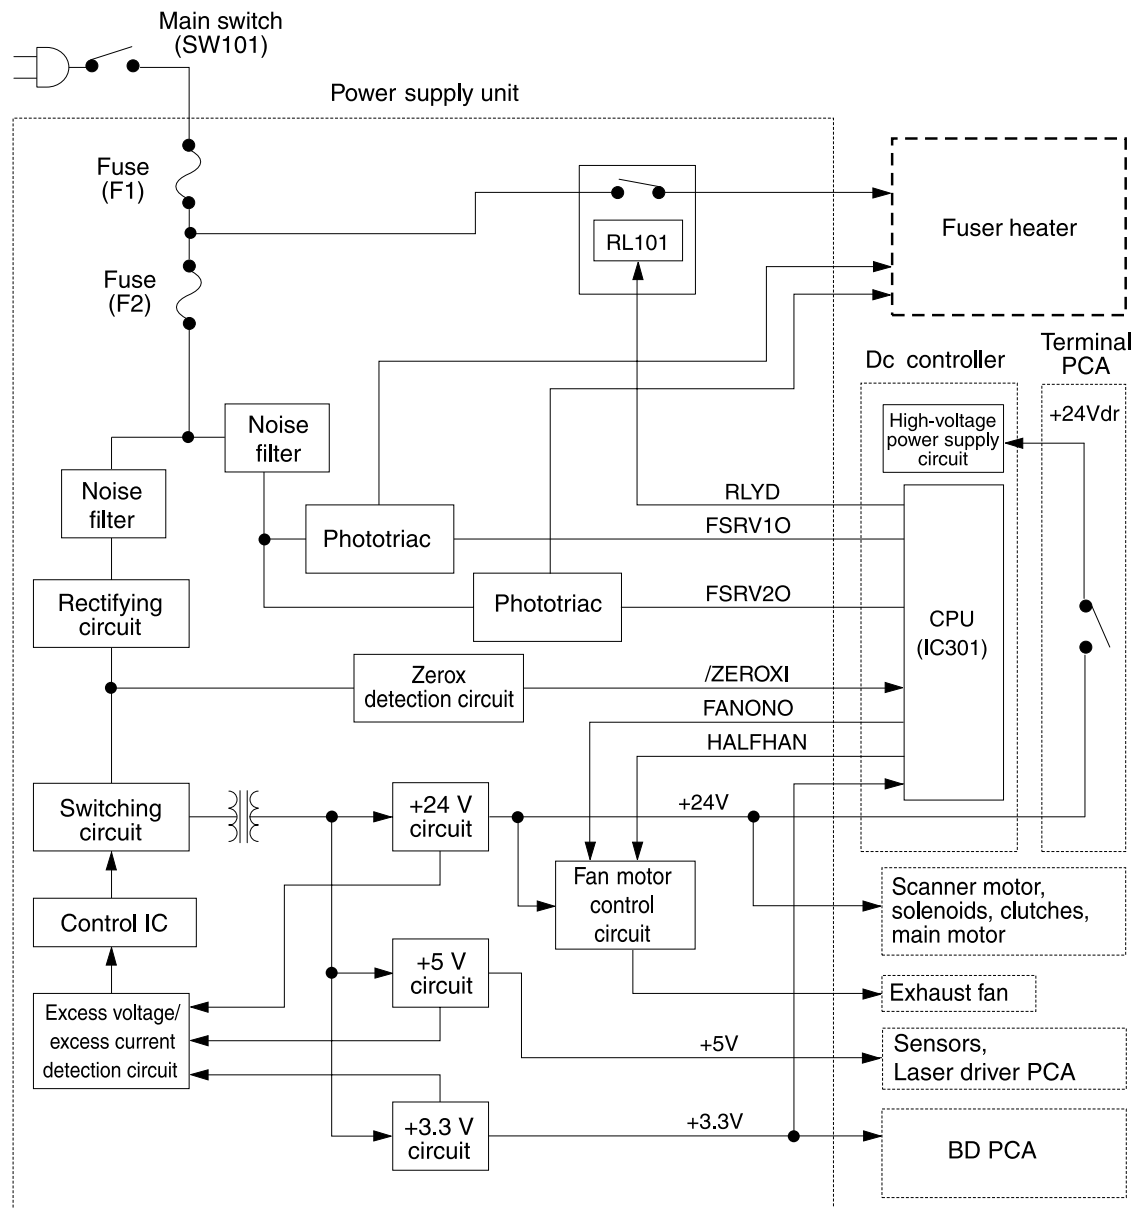 Main switch
(SW101)
Power supply unit
Fuse
(F1)
RL101
Fuser heater
Fuse
(F2)
Terminal
PCA
Dc controller
+24Vdr
High-voltage
power supply
circuit
Noise
filter
Noise
filter
RLYD
FSRV1O
Phototriac
Rectifying
circuit
FSRV2O
Phototriac
CPU
(IC301)
Zerox
detection circuit
/ZEROXI
FANONO
HALFHAN
Switching
circuit
+24 V
circuit
+24V
Fan motor
control
circuit
Scanner motor,
solenoids, clutches,
main motor
Control IC
+5 V
circuit
Exhaust fan
Excess voltage/
excess current
detection circuit
+5V
Sensors,
Laser driver PCA
+3.3 V
circuit
+3.3V
BD PCA